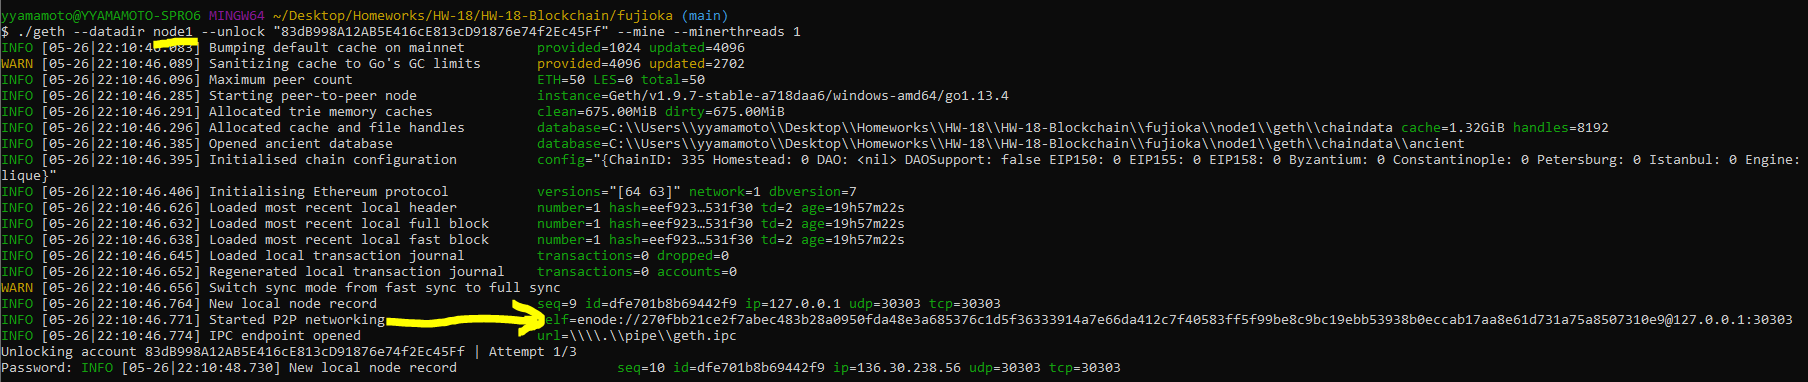 yyamamoto@YYAMAMOTO-SPRO6 MINGW64 ~/Desktop/Homeworks/HW-18/HW-18-Blockchain/fujioka (main)
$ ./geth --datadir node1 --unlock "83dB998A12AB5E416cE813cD91876e74f2Ec45Ff" --mine --minerthreads 1
INFO [05-26|22:10:46.083] Bumping default cache on mainnet provided=1024 updated=4096
WARN [05-26|22:10:46.089] Sanitizing cache to Go's GC limits provided=4096 updated=2702
INFO [05-26|22:10:46.096] Maximum peer count ETH=50 LES=0 total=50
INFO [05-26|22:10:46.285] Starting peer-to-peer node instance=Geth/v1.9.7-stable-a718daa6/windows-amd64/go1.13.4
INFO [05-26|22:10:46.291] Allocated trie memory caches clean=675.00MiB dirty=675.00MiB
INFO [05-26|22:10:46.296] Allocated cache and file handles database=C:\\Users\\yyamamoto\\Desktop\\Homeworks\\HW-18\\HW-18-Blockchain\\fujioka\\node1\\geth\\chaindata cache=1.32GiB handles=8192
INFO [05-26|22:10:46.385] Opened ancient database database=C:\\Users\\yyamamoto\\Desktop\\Homeworks\\HW-18\\HW-18-Blockchain\\fujioka\\node1\\geth\\chaindata\\ancient
INFO [05-26|22:10:46.395] Initialised chain configuration config="{ChainID: 335 Homestead: 0 DAO: <nil> DAOSupport: false EIP150: 0 EIP155: 0 EIP158: 0 Byzantium: 0 Constantinople: 0 Petersburg: 0 Istanbul: 0 Engine:
lique}"
INFO [05-26|22:10:46.406] Initialising Ethereum protocol versions="[64 63]" network=1 dbversion=7
INFO [05-26|22:10:46.626] Loaded most recent local header number=1 hash=eef923…531f30 td=2 age=19h57m22s
INFO [05-26|22:10:46.632] Loaded most recent local full block number=1 hash=eef923…531f30 td=2 age=19h57m22s
INFO [05-26|22:10:46.638] Loaded most recent local fast block number=1 hash=eef923…531f30 td=2 age=19h57m22s
INFO [05-26|22:10:46.645] Loaded local transaction journal transactions=0 dropped=0
INFO [05-26|22:10:46.652] Regenerated local transaction journal transactions=0 accounts=0
WARN [05-26|22:10:46.656] Switch sync mode from fast sync to full sync
INFO [05-26|22:10:46.764] New local node record seq=9 id=dfe701b8b69442f9 ip=127.0.0.1 udp=30303 tcp=30303
INFO [05-26|22:10:46.771] Started P2P networking self=enode://270fbb21ce2f7abec483b28a0950fda48e3a685376c1d5f36333914a7e66da412c7f40583ff5f99be8c9bc19ebb53938b0eccab17aa8e61d731a75a8507310e9@127.0.0.1:30303
INFO [05-26|22:10:46.774] IPC endpoint opened url=\\\\.\\pipe\\geth.ipc
Unlocking account 83dB998A12AB5E416cE813cD91876e74f2Ec45Ff | Attempt 1/3
Password: INFO [05-26|22:10:48.730] New local node record seq=10 id=dfe701b8b69442f9 ip=136.30.238.56 udp=30303 tcp=30303